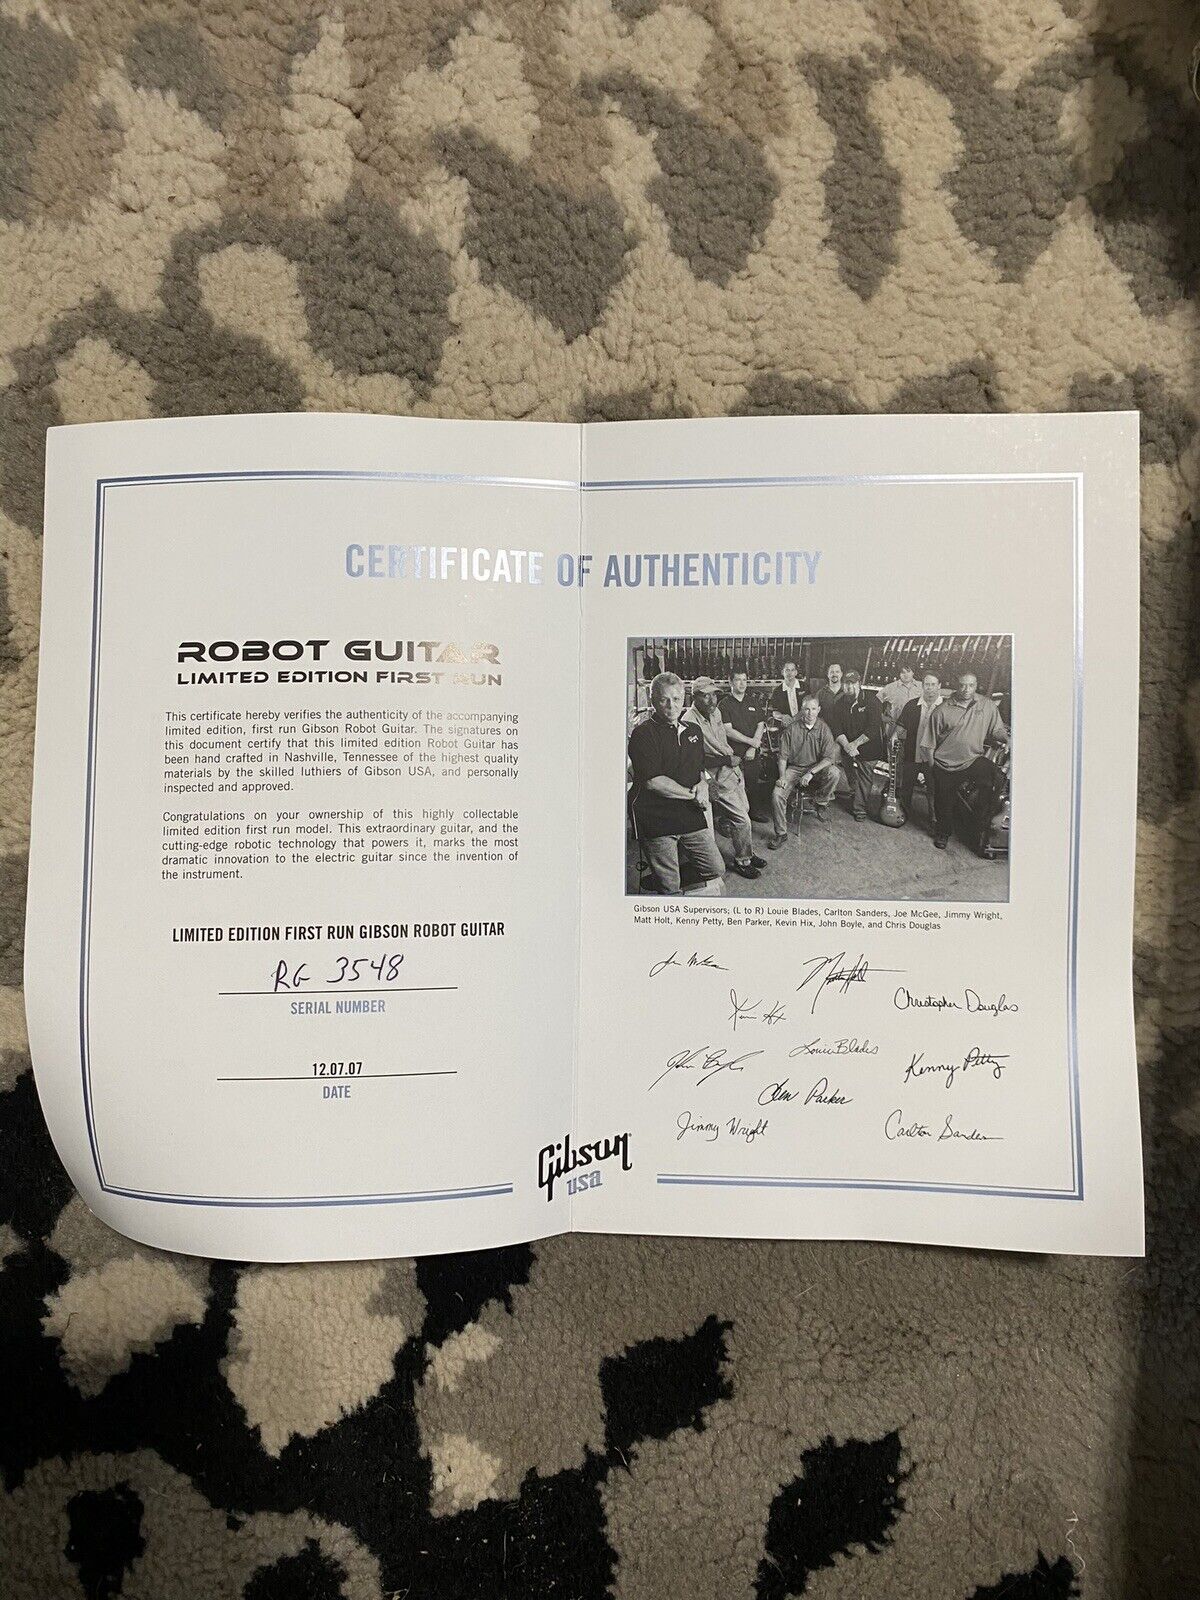 CERTIFICATE OF AUTHENTICITY
ROBOT GUITAR
LIMITED EDITION FIRST RUN
This certificate hereby verifies the authenticity of the accompanying
limited edition, first run Gibson Robot Guitar. The signatures on
this document certify that this limited edition Robot Guitar has
been hand crafted in Nashville, Tennessee of the highest quality
materials by the skilled luthiers of Gibson USA, and personally
inspected and approved.
Congratulations on your ownership of this highly collectable
limited edition first run model. This extraordinary guitar, and the
cutting-edge robotic technology that powers it, marks the most
dramatic innovation to the electric guitar since the invention of
the instrument.
LIMITED EDITION FIRST RUN GIBSON ROBOT GUITAR
RG 3548
SERIAL NUMBER
12.07.07
DATE
Gibson USA Supervisors; (L to R) Louie Blades, Carlton Sanders, Joe McGee, Jimmy Wright,
Matt Holt, Kenny Petty, Ben Parker, Kevin Hix, John Boyle, and Chris Douglas
Christopher Douglas
Kevin Hix
Louie Blades
Kenny Petty
Ben Parker
Jimmy Wright
Carlton Sanders
Gibson
USA